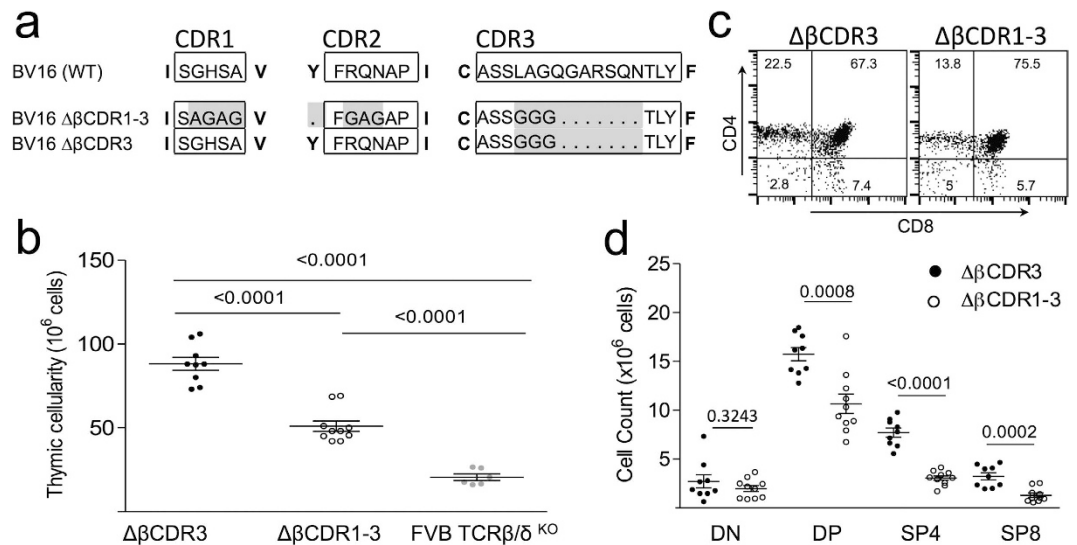 a
CDR1 CDR2 CDR3
BV16 (WT) I SGHSA V Y FRQNAP I C ASSLAGQGARSQNTLY F
BV16 ΔβCDR1-3 I SAGAG V . FGAGAP I C ASSGGG.......TLY F
BV16 ΔβCDR3 I SGHSA V Y FRQNAP I C ASSGGG.......TLY F
c
ΔβCDR3 ΔβCDR1-3
22.5 67.3 13.8 75.5
CD4
2.8 7.4 5 5.7
CD8
b
Thymic cellularity (10⁶ cells)
150
100
50
<0.0001
<0.0001
<0.0001
ΔβCDR3 ΔβCDR1-3 FVB TCRβ/δ KO
d
Cell Count (x10⁶ cells)
25
20
15
10
5
ΔβCDR3
ΔβCDR1-3
0.3243
0.0008
<0.0001
0.0002
DN DP SP4 SP8